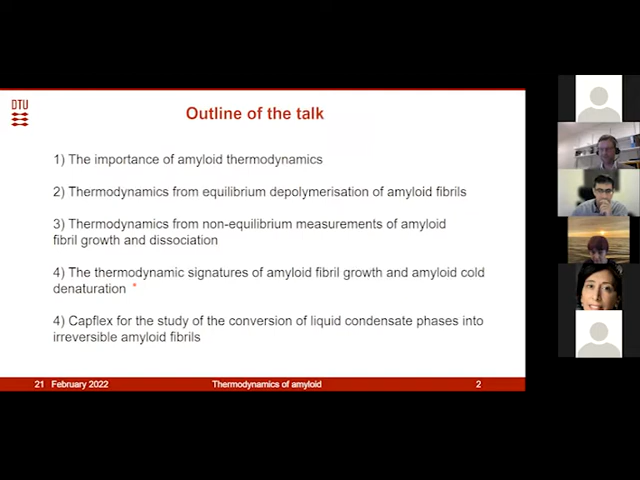 DTU
Outline of the talk
1) The importance of amyloid thermodynamics
2) Thermodynamics from equilibrium depolymerisation of amyloid fibrils
3) Thermodynamics from non-equilibrium measurements of amyloid
fibril growth and dissociation
4) The thermodynamic signatures of amyloid fibril growth and amyloid cold
denaturation
4) Capflex for the study of the conversion of liquid condensate phases into
irreversible amyloid fibrils
21 February 2022 Thermodynamics of amyloid 2